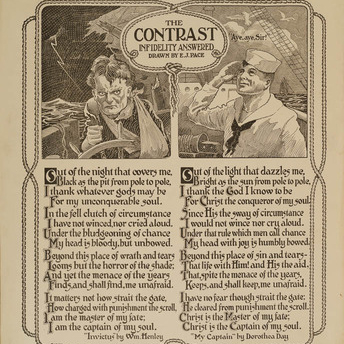 THE
CONTRAST
INFIDELITY ANSWERED
DRAWN BY E.J. PACE
"Aye, aye, Sir!"
Out of the night that covers me,
Black as the pit from pole to pole,
I thank whatever gods may be
For my unconquerable soul.
In the fell clutch of circumstance
I have not winced, nor cried aloud.
Under the bludgeoning of chance
My head is bloody, but unbowed.
Beyond this place of wrath and tears
Looms but the horror of the shade;
And yet the menace of the years
Finds, and shall find, me unafraid.
It matters not how strait the gate,
How charged with punishment the scroll,
I am the master of my fate;
I am the captain of my soul.
"Invictus" by Wm. Henley
Out of the light that dazzles me,
Bright as the sun from pole to pole,
I thank the God I know to be
For Christ the conqueror of my soul.
Since His the sway of circumstance
I would not wince nor cry aloud.
Under that rule which men call chance
My head with joy is humbly bowed.
Beyond this place of sin and tears-
That life with Him! and His the aid,
That, spite the menace of the years,
Keeps, and shall keep, me unafraid.
I have no fear though strait the gate;
He cleared from punishment the scroll.
Christ is the Master of my fate;
Christ is the Captain of my soul.
"My Captain" by Dorothea Day